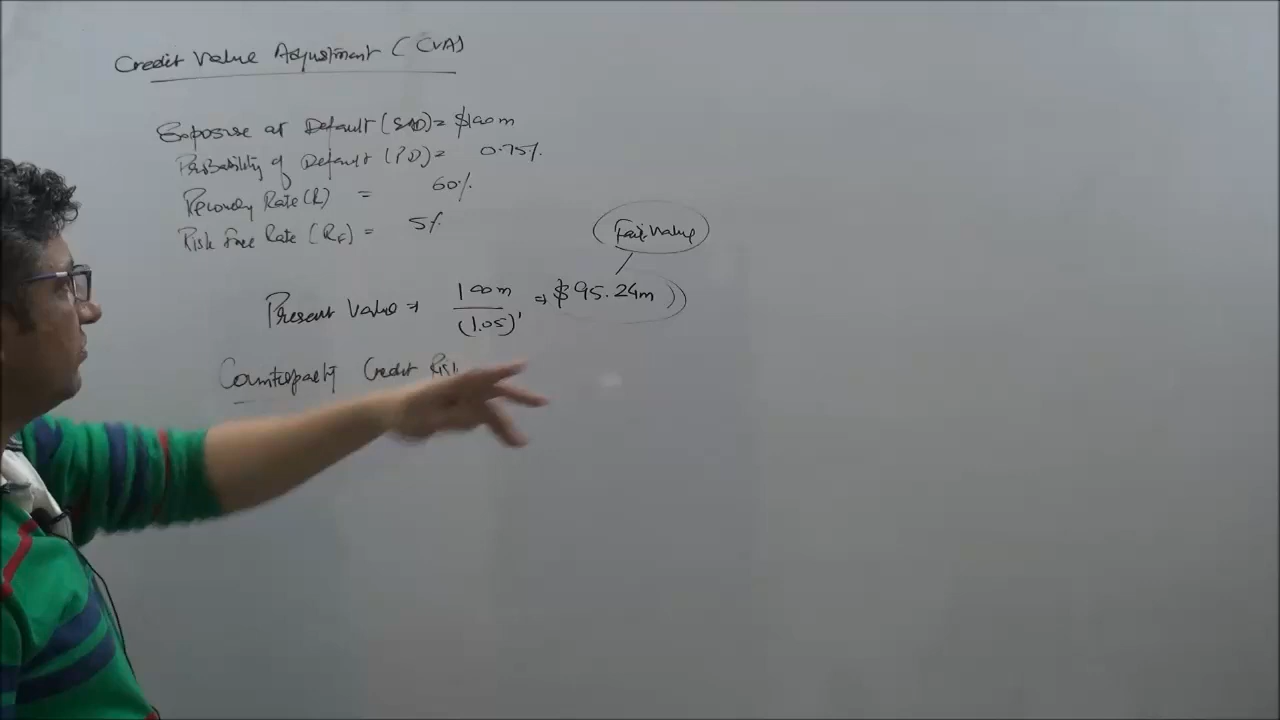 Credit Value Adjustment (CVA)
Exposure at Default (EAD) = $100m
Probability of Default (PD) = 0.75%
Recovery Rate (R) = 60%
Risk Free Rate (RF) = 5%
Fair Value
Present Value → 100m / (1.05)¹ ⇒ $95.24m
Counterparty Credit Risk